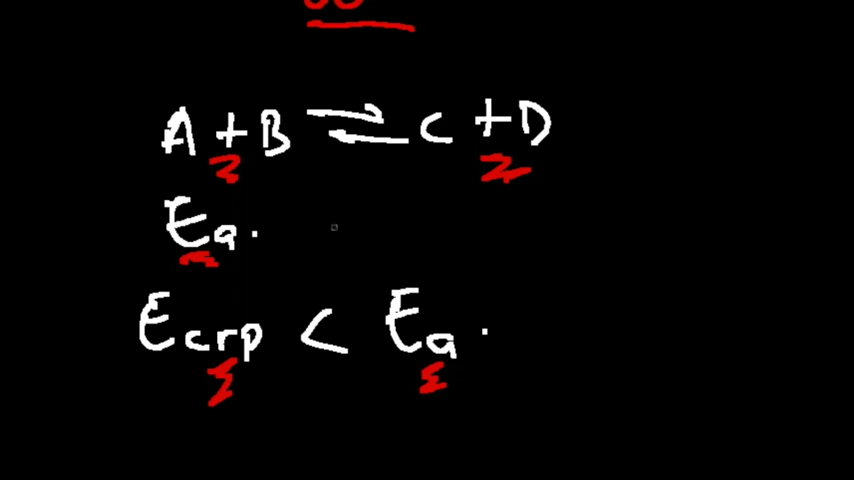 A + B ⇌ C + D
Ea.
Ecrp < Ea.